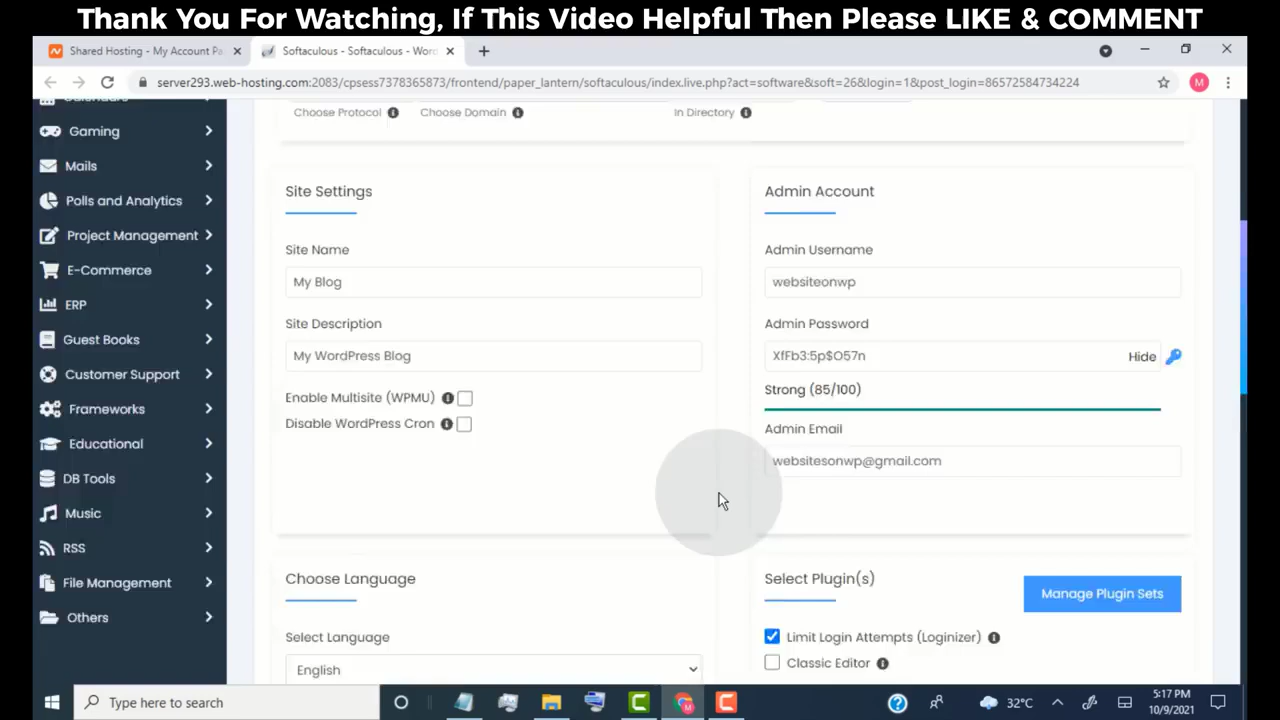 Thank You For Watching, If This Video Helpful Then Please LIKE & COMMENT
Shared Hosting - My Account Pa
Softaculous - Softaculous - Wor
server293.web-hosting.com:2083/cpsess7378365873/frontend/paper_lantern/softaculous/index.live.php?act=software&soft=26&login=1&post_login=86572584734224
M
Calendars
Gaming
Mails
Polls and Analytics
Project Management
E-Commerce
ERP
Guest Books
Customer Support
Frameworks
Educational
DB Tools
Music
RSS
File Management
Others
Choose Protocol
Choose Domain
In Directory
Site Settings
Site Name
My Blog
Site Description
My WordPress Blog
Enable Multisite (WPMU)
Disable WordPress Cron
Admin Account
Admin Username
websiteonwp
Admin Password
XfFb3:5p$O57n
Hide
Strong (85/100)
Admin Email
websitesonwp@gmail.com
Choose Language
Select Language
English
Select Plugin(s)
Manage Plugin Sets
Limit Login Attempts (Loginizer)
Classic Editor
Type here to search
32°C
5:17 PM
10/9/2021